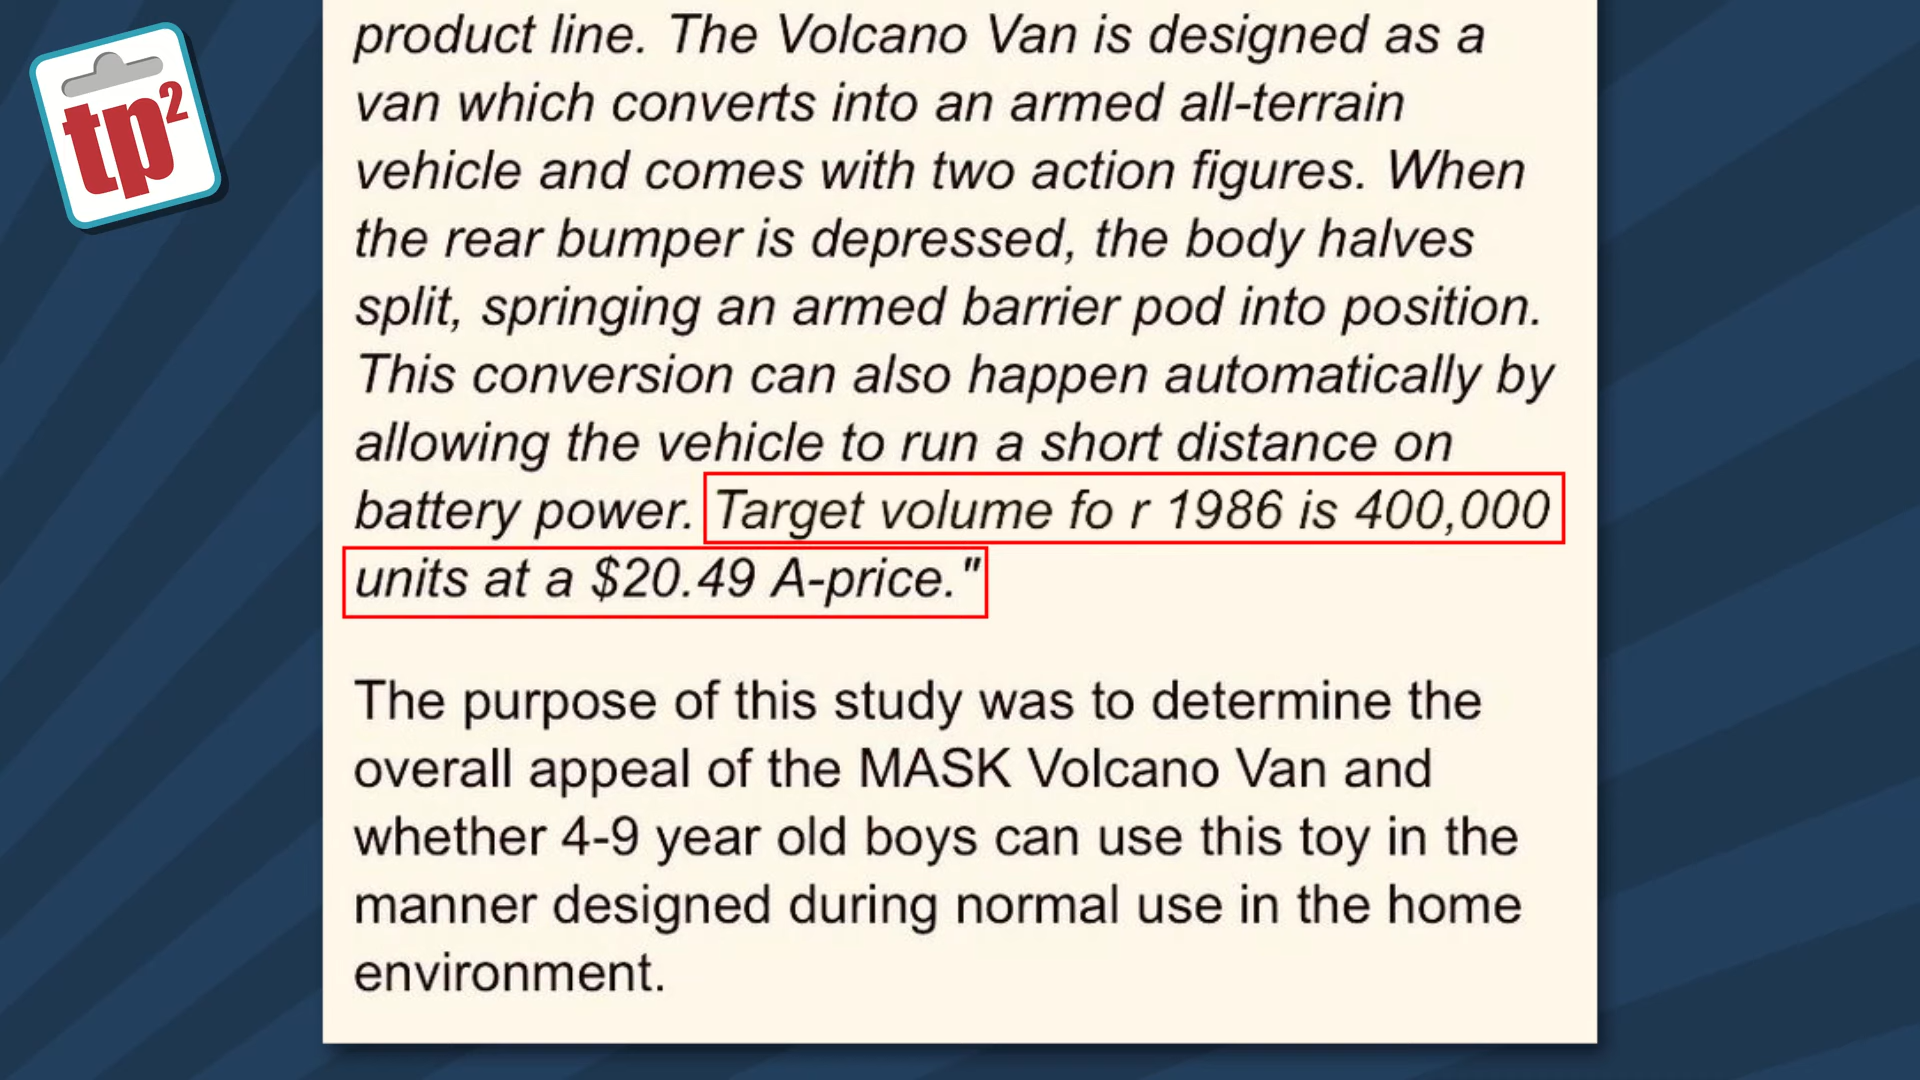 tp2
product line. The Volcano Van is designed as a
van which converts into an armed all-terrain
vehicle and comes with two action figures. When
the rear bumper is depressed, the body halves
split, springing an armed barrier pod into position.
This conversion can also happen automatically by
allowing the vehicle to run a short distance on
battery power. Target volume fo r 1986 is 400,000
units at a $20.49 A-price."
The purpose of this study was to determine the
overall appeal of the MASK Volcano Van and
whether 4-9 year old boys can use this toy in the
manner designed during normal use in the home
environment.